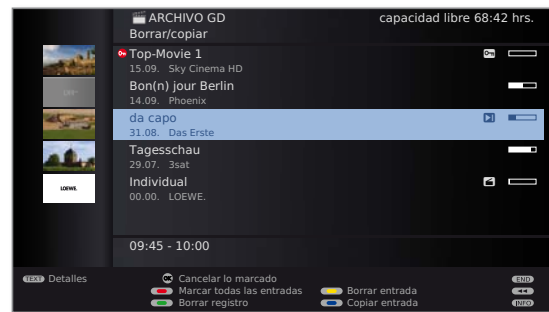 ARCHIVO GD capacidad libre 68:42 hrs.
Borrar/copiar
Top-Movie 1
15.09. Sky Cinema HD
LIFE
Bon(n) jour Berlin
14.09. Phoenix
da capo
31.08. Das Erste
Tagesschau
29.07. 3sat
LOEWE.
Individual
00.00. LOEWE.
09:45 - 10:00
TEXT Detalles OK Cancelar lo marcado END
Marcar todas las entradas Borrar entrada
Borrar registro Copiar entrada INFO